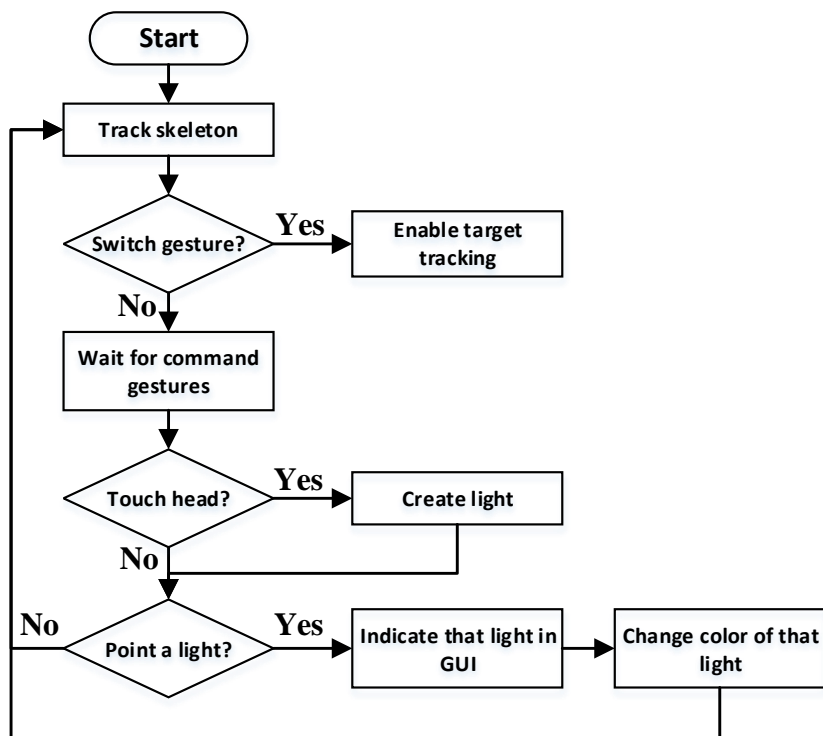 Start
Track skeleton
Switch gesture?
Yes
Enable target
tracking
No
Wait for command
gestures
Touch head?
Yes
Create light
No
No
Point a light?
Yes
Indicate that light in
GUI
Change color of that
light